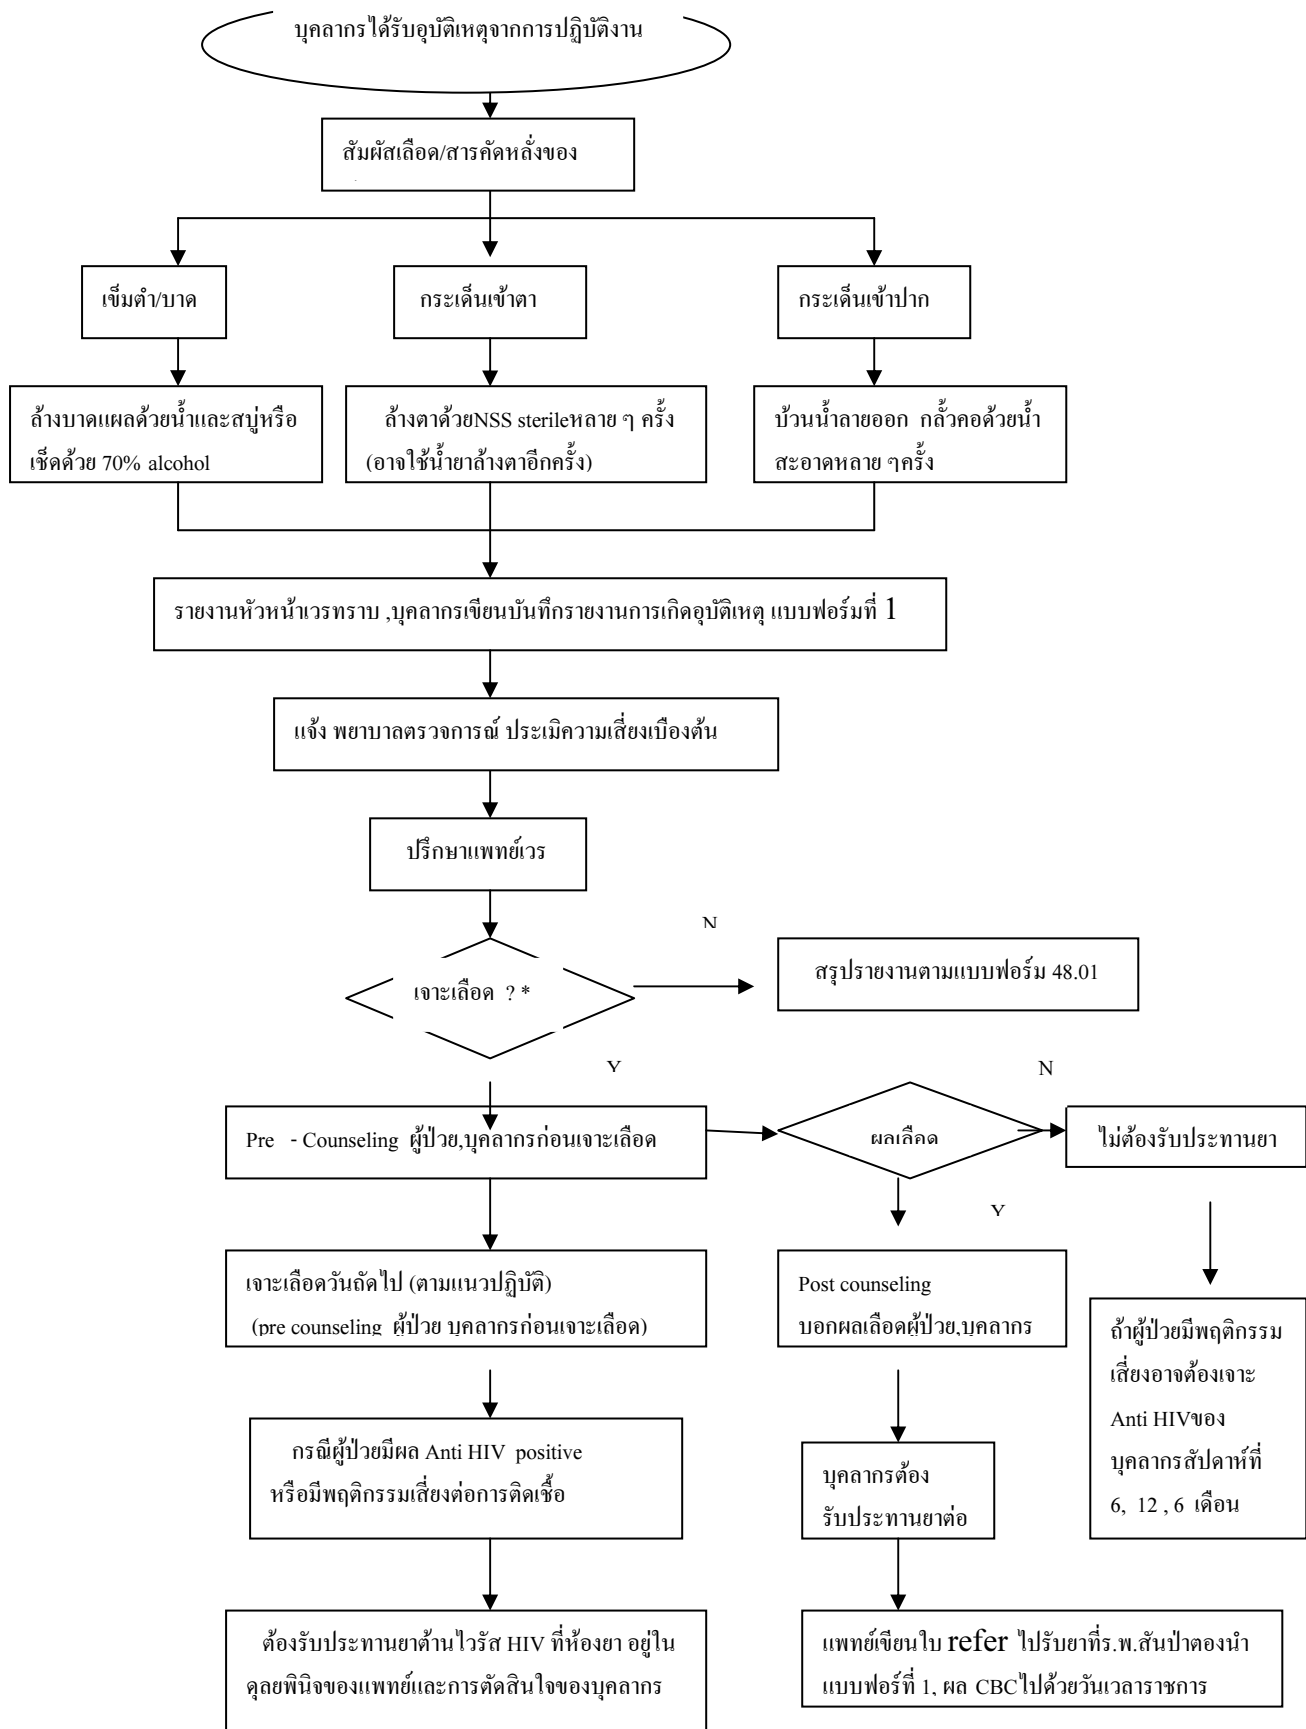 บุคลากรได้รับอุบัติเหตุจากการปฏิบัติงาน
สัมผัสเลือด/สารคัดหลั่งของ
เข็มตำ/บาด
กระเด็นเข้าตา
กระเด็นเข้าปาก
ล้างบาดแผลด้วยน้ำและสบู่หรือ
เช็ดด้วย 70% alcohol
ล้างตาด้วยNSS sterileหลาย ๆ ครั้ง
(อาจใช้น้ำยาล้างตาอีกครั้ง)
บ้วนน้ำลายออก กลั้วคอด้วยน้ำ
สะอาดหลาย ๆครั้ง
รายงานหัวหน้าเวรทราบ ,บุคลากรเขียนบันทึกรายงานการเกิดอุบัติเหตุ แบบฟอร์มที่ 1
แจ้ง พยาบาลตรวจการณ์ ประเมิความเสี่ยงเบืองต้น
ปรึกษาแพทย์เวร
N
เจาะเลือด ? *
สรุปรายงานตามแบบฟอร์ม 48.01
Y
N
Pre - Counseling ผู้ป่วย,บุคลากรก่อนเจาะเลือด
ผลเลือด
ไม่ต้องรับประทานยา
Y
เจาะเลือดวันถัดไป (ตามแนวปฏิบัติ)
(pre counseling ผู้ป่วย บุคลากรก่อนเจาะเลือด)
Post counseling
บอกผลเลือดผู้ป่วย,บุคลากร
ถ้าผู้ป่วยมีพฤติกรรม
เสี่ยงอาจต้องเจาะ
Anti HIVของ
บุคลากรสัปดาห์ที่
6, 12 , 6 เดือน
กรณีผู้ป่วยมีผล Anti HIV positive
หรือมีพฤติกรรมเสี่ยงต่อการติดเชื้อ
บุคลากรต้อง
รับประทานยาต่อ
ต้องรับประทานยาต้านไวรัส HIV ที่ห้องยา อยู่ใน
ดุลยพินิจของแพทย์และการตัดสินใจของบุคลากร
แพทย์เขียนใบ refer ไปรับยาที่ร.พ.สันป่าตองนำ
แบบฟอร์ที่ 1, ผล CBCไปด้วยวันเวลาราชการ